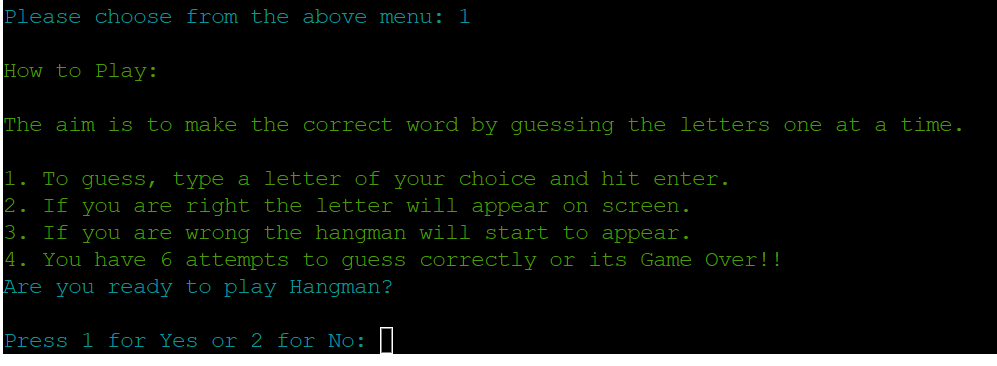 Please choose from the above menu: 1
How to Play:
The aim is to make the correct word by guessing the letters one at a time.
1. To guess, type a letter of your choice and hit enter.
2. If you are right the letter will appear on screen.
3. If you are wrong the hangman will start to appear.
4. You have 6 attempts to guess correctly or its Game Over!!
Are you ready to play Hangman?
Press 1 for Yes or 2 for No: